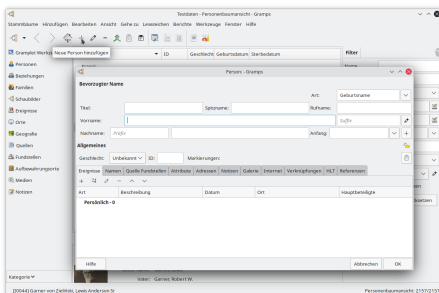 Testdaten - Personenbaumansicht - Gramps
Stammbäume Hinzufügen Bearbeiten Ansicht Gehe zu Lesezeichen Berichte Werkzeuge Fenster Hilfe
Neue Person hinzufügen
ID Geschlecht Geburtsdatum Sterbedatum
Filter
Personen
Beziehungen
Familien
Schaubilder
Ereignisse
Orte
Geografie
Quellen
Fundstellen
Aufbewahrungsorte
Medien
Notizen
Person - Gramps
Bevorzugter Name
Art: Geburtsname
Titel: Spitzname: Rufname:
Vorname: Suffix
Nachname: Prefix Anfang:
Allgemeines
Geschlecht: Unbekannt ID: Markierungen:
Ereignisse Namen Quelle Fundstellen Attribute Adressen Notizen Galerie Internet Verknüpfungen HLT Referenzen
Art Beschreibung Datum Ort Hauptbeteiligte
Persönlich - 0
Hilfe Abbrechen OK
Kategorie
Vater: Garner, Robert W.
[I0044] Garner von Zieliński, Lewis Anderson Sr
Personenbaumansicht: 2157/2157